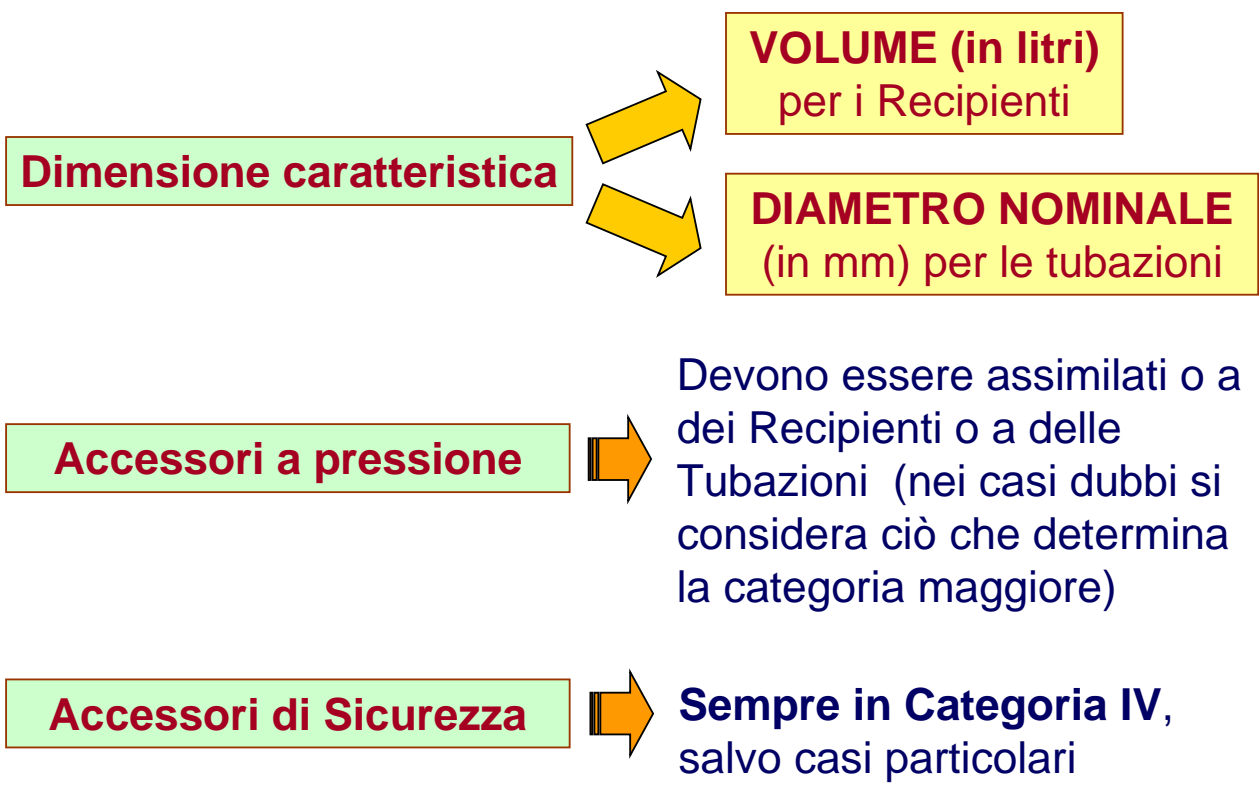 VOLUME (in litri)
per i Recipienti
Dimensione caratteristica
DIAMETRO NOMINALE
(in mm) per le tubazioni
Accessori a pressione
Devono essere assimilati o a
dei Recipienti o a delle
Tubazioni (nei casi dubbi si
considera ciò che determina
la categoria maggiore)
Accessori di Sicurezza
Sempre in Categoria IV,
salvo casi particolari